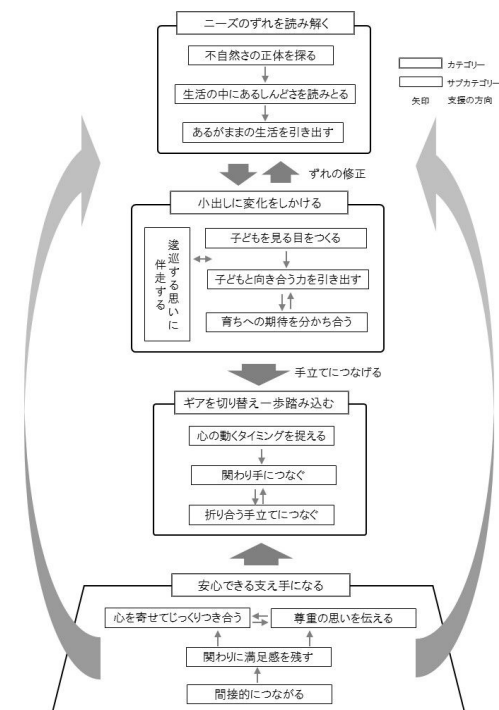 ニーズのずれを読み解く
不自然さの正体を探る
生活の中にあるしんどさを読みとる
あるがままの生活を引き出す
カテゴリー
サブカテゴリー
矢印 支援の方向
ずれの修正
小出しに変化をしかける
逡巡する思いに
伴走する
子どもを見る目をつくる
子どもと向き合う力を引き出す
育ちへの期待を分かち合う
手立てにつなげる
ギアを切り替え一歩踏み込む
心の動くタイミングを捉える
関わり手につなぐ
折り合う手立てにつなぐ
安心できる支え手になる
心を寄せてじっくりつき合う
尊重の思いを伝える
関わりに満足感を残す
間接的につながる